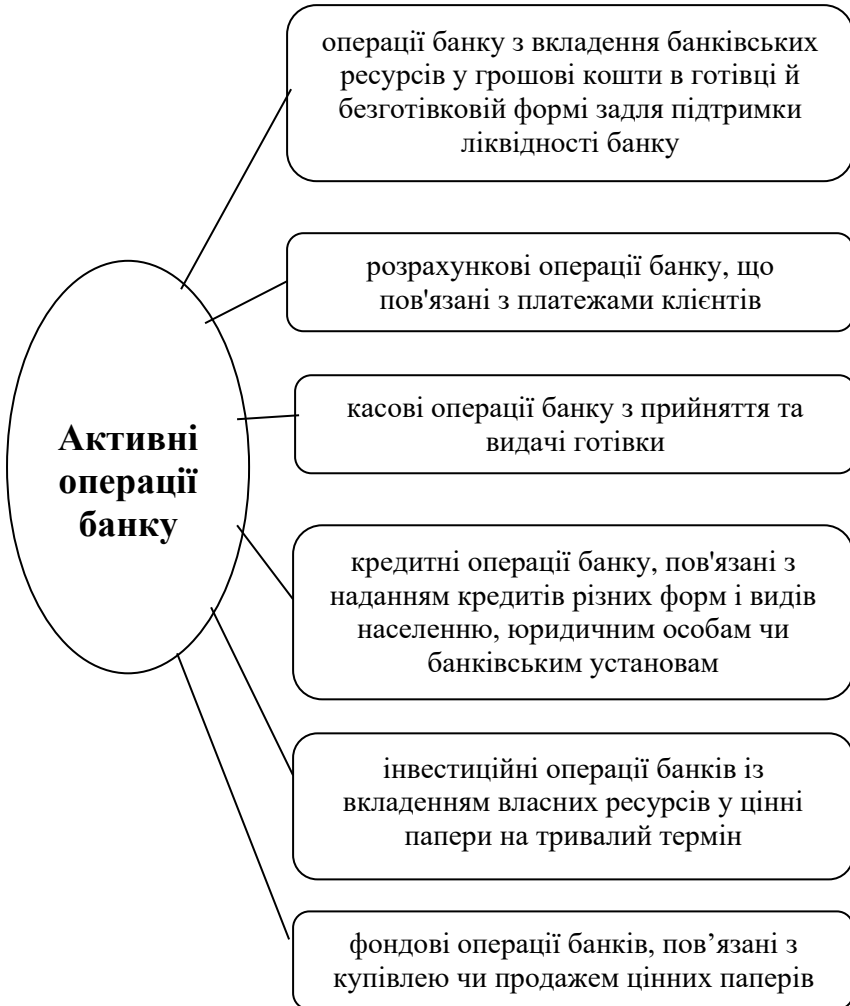 операції банку з вкладення банківських
ресурсів у грошові кошти в готівці й
безготівковій формі задля підтримки
ліквідності банку
розрахункові операції банку, що
пов'язані з платежами клієнтів
касові операції банку з прийняття та
видачі готівки
Активні
операції
банку
кредитні операції банку, пов'язані з
наданням кредитів різних форм і видів
населенню, юридичним особам чи
банківським установам
інвестиційні операції банків із
вкладенням власних ресурсів у цінні
папери на тривалий термін
фондові операції банків, пов’язані з
купівлею чи продажем цінних паперів